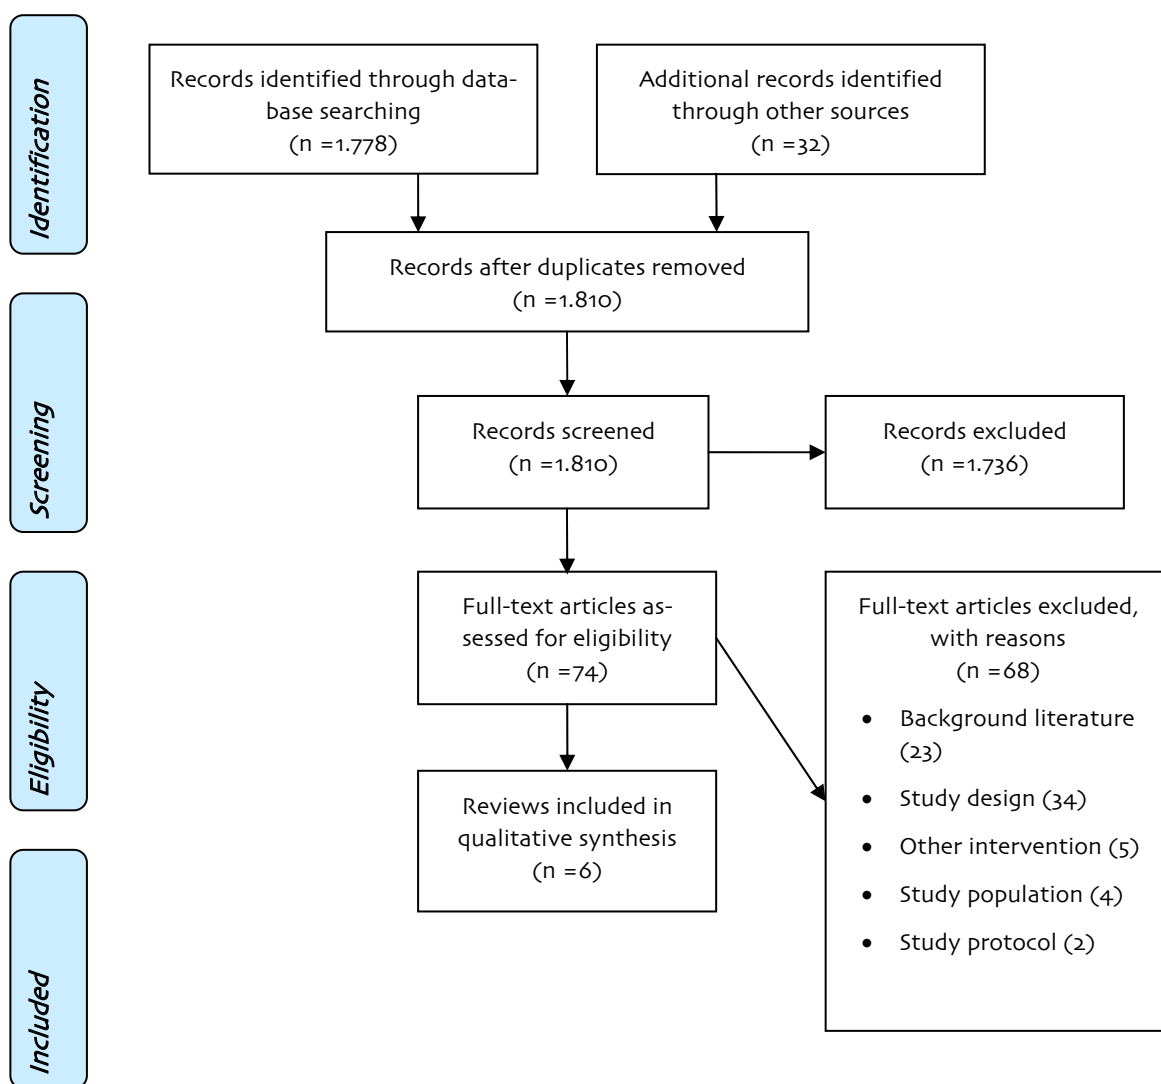 Identification
Records identified through data-
base searching
(n =1.778)
Additional records identified
through other sources
(n =32)
Records after duplicates removed
(n =1.810)
Screening
Records screened
(n =1.810)
Records excluded
(n =1.736)
Eligibility
Full-text articles as-
sessed for eligibility
(n =74)
Full-text articles excluded,
with reasons
(n =68)
• Background literature
(23)
• Study design (34)
• Other intervention (5)
• Study population (4)
• Study protocol (2)
Reviews included in
qualitative synthesis
(n =6)
Included